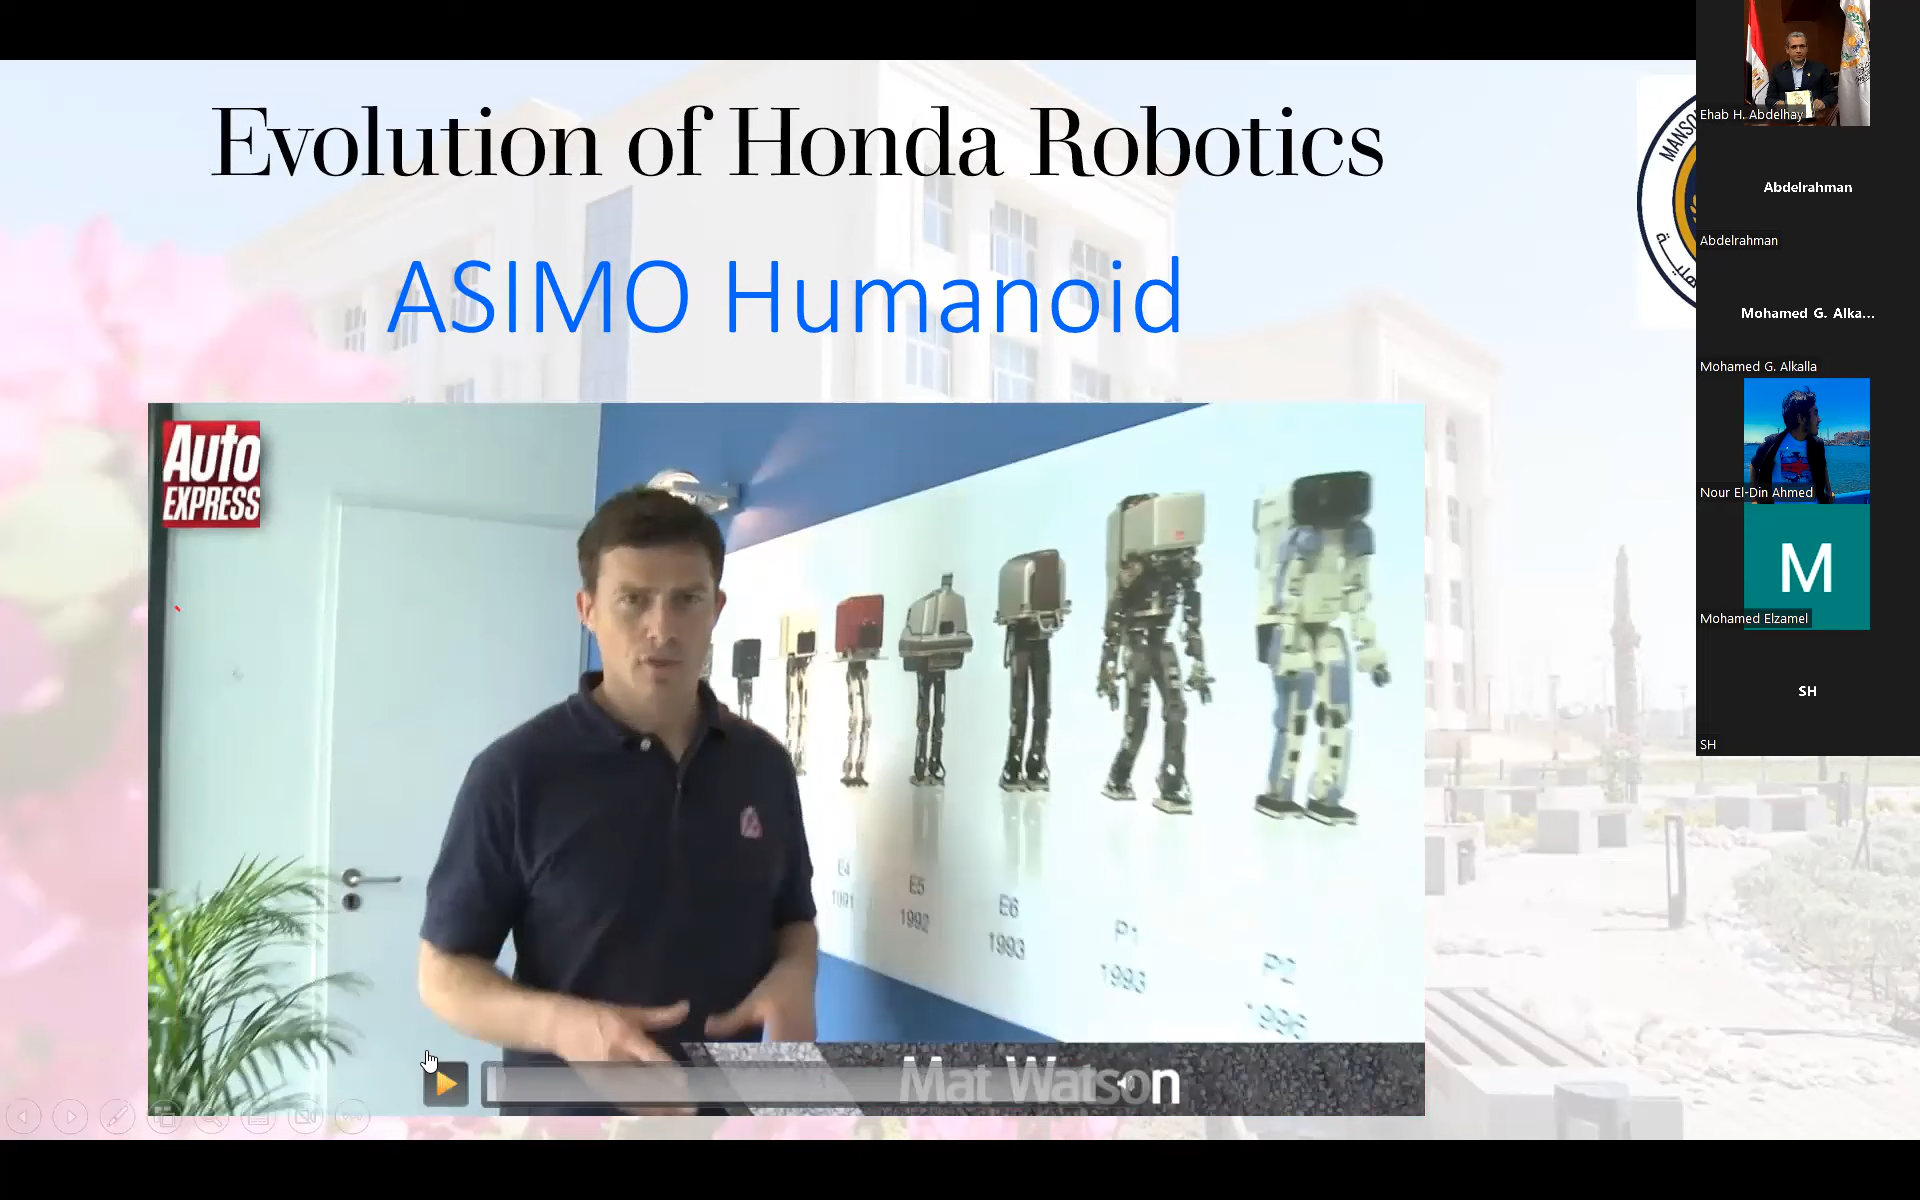 Evolution of Honda Robotics
ASIMO Humanoid
Auto
EXPRESS
E4
1991
E5
1992
E6
1993
P1
1993
P2
1996
Mat Watson
Ehab H. Abdelhay
Abdelrahman
Abdelrahman
Mohamed G. Alka...
Mohamed G. Alkalla
Nour El-Din Ahmed
M
Mohamed Elzamel
SH
SH